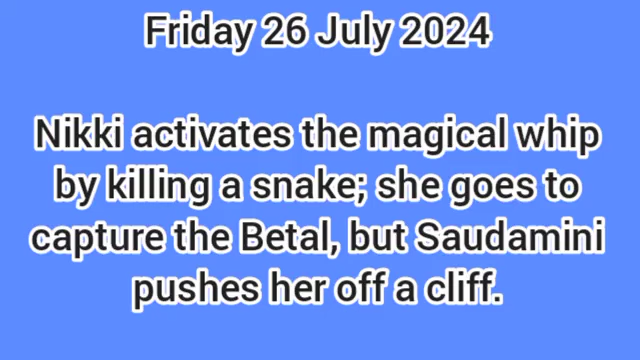 Friday 26 July 2024
Nikki activates the magical whip
by killing a snake; she goes to
capture the Betal, but Saudamini
pushes her off a cliff.